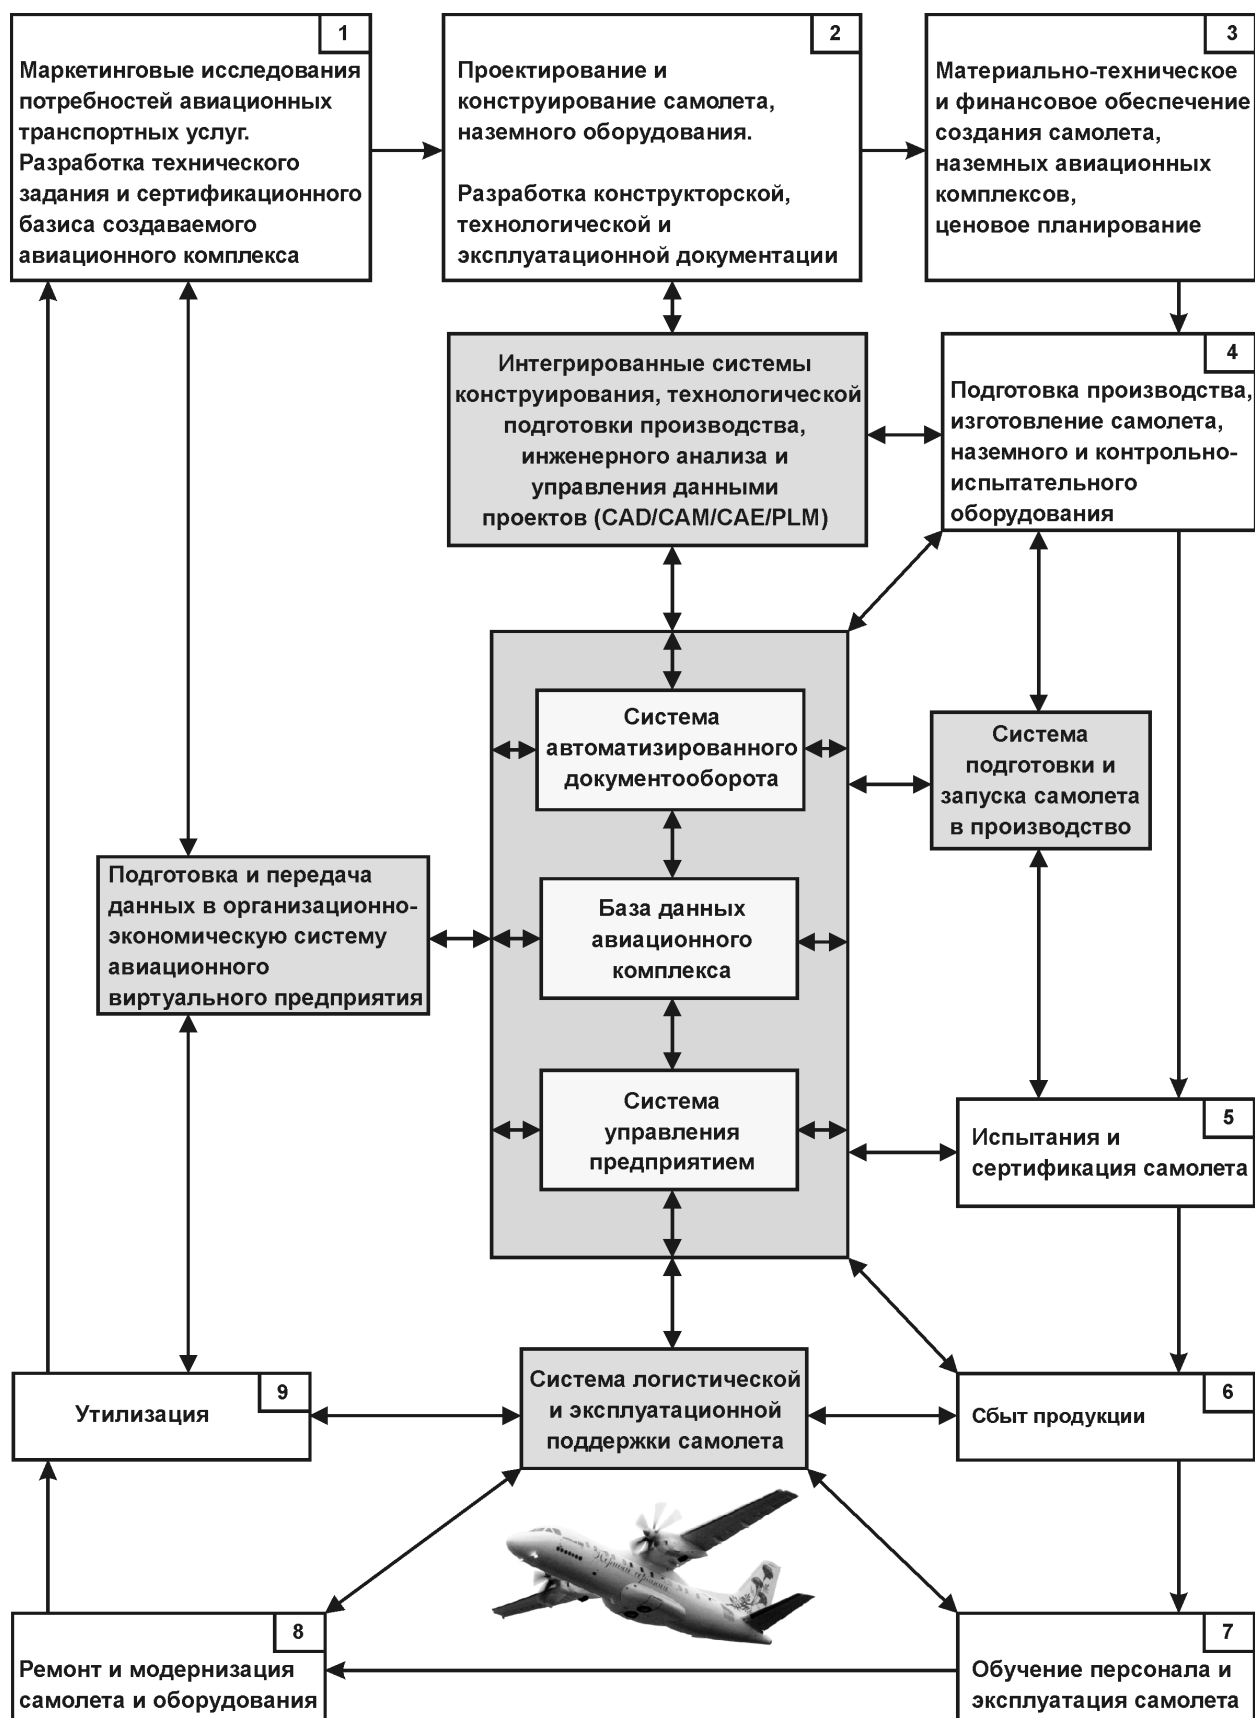 1
Маркетинговые исследования
потребностей авиационных
транспортных услуг.
Разработка технического
задания и сертификационного
базиса создаваемого
авиационного комплекса
2
Проектирование и
конструирование самолета,
наземного оборудования.
Разработка конструкторской,
технологической и
эксплуатационной документации
3
Материально-техническое
и финансовое обеспечение
создания самолета,
наземных авиационных
комплексов,
ценовое планирование
Интегрированные системы
конструирования, технологической
подготовки производства,
инженерного анализа и
управления данными
проектов (CAD/CAM/CAE/PLM)
4
Подготовка производства,
изготовление самолета,
наземного и контрольно-
испытательного
оборудования
Система
автоматизированного
документооборота
Система
подготовки и
запуска самолета
в производство
Подготовка и передача
данных в организационно-
экономическую систему
авиационного
виртуального предприятия
База данных
авиационного
комплекса
Система
управления
предприятием
5
Испытания и
сертификация самолета
9
Утилизация
Система логистической
и эксплуатационной
поддержки самолета
6
Сбыт продукции
8
Ремонт и модернизация
самолета и оборудования
7
Обучение персонала и
эксплуатация самолета